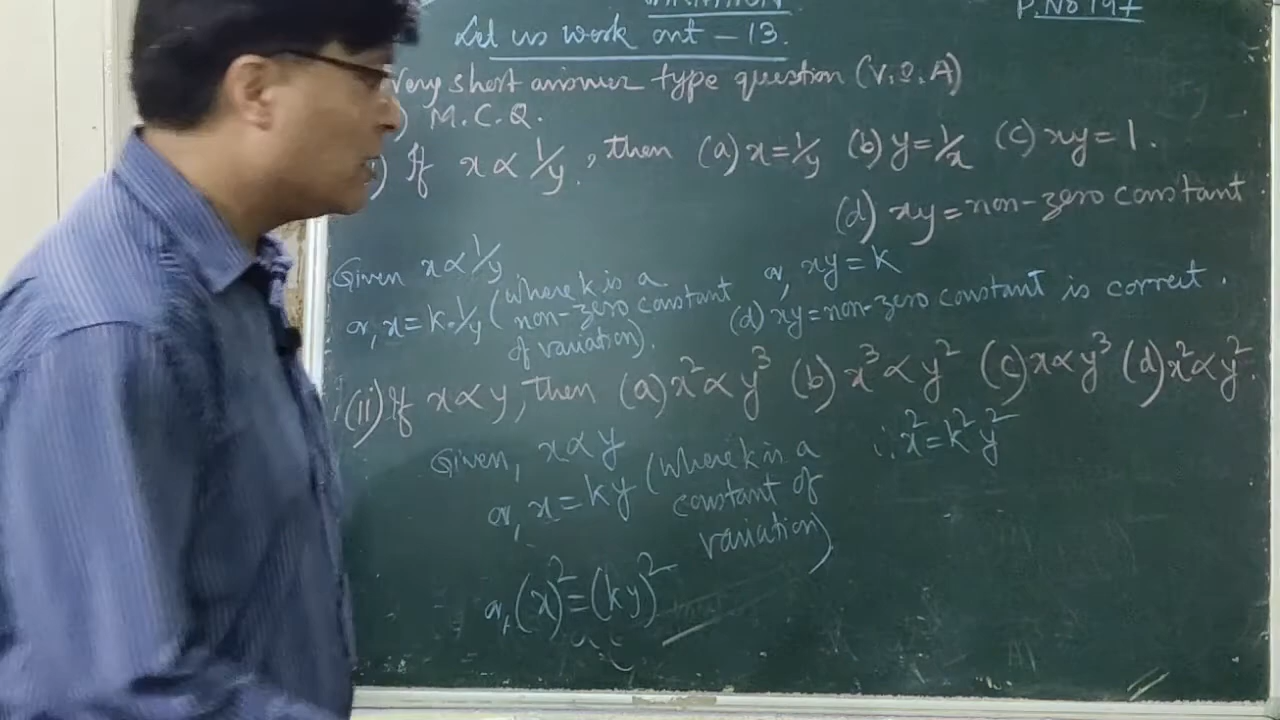 VARIATION
P.No 197
Let us work out - 13.
Very short answer type question (V.S.A)
) M.C.Q.
) If x ∝ 1/y, then (a) x = 1/y (b) y = 1/x (c) xy = 1.
(d) xy = non-zero constant
Given x ∝ 1/y
or, x = k·1/y (where k is a
non-zero constant
of variation).
or, xy = k
(d) xy = non-zero constant is correct.
(ii) If x ∝ y, then (a) x² ∝ y³ (b) x³ ∝ y² (c) x ∝ y³ (d) x² ∝ y².
Given, x ∝ y
or, x = ky (where k is a
constant of
variation)
or, (x)² = (ky)²
∴ x² = k²y²